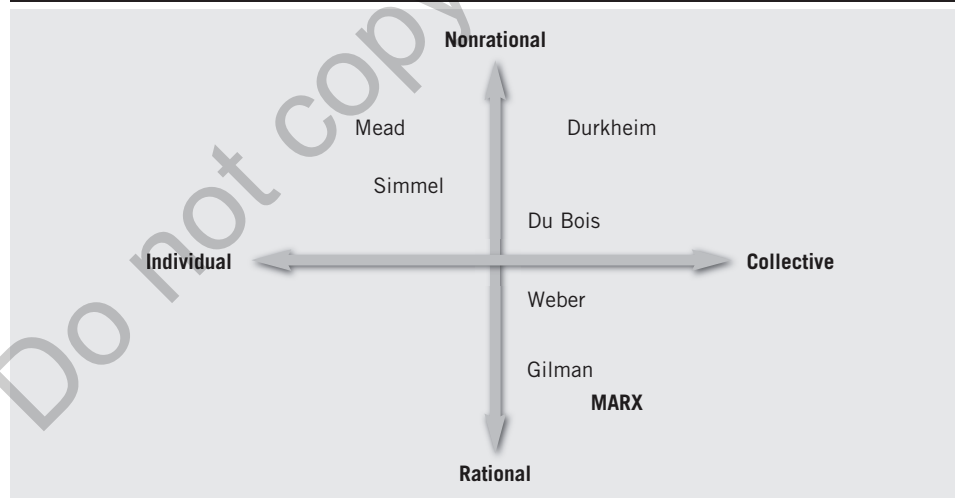 Nonrational
Mead Durkheim
Simmel
Du Bois
Individual Collective
Weber
Gilman
MARX
Rational
Do not copy